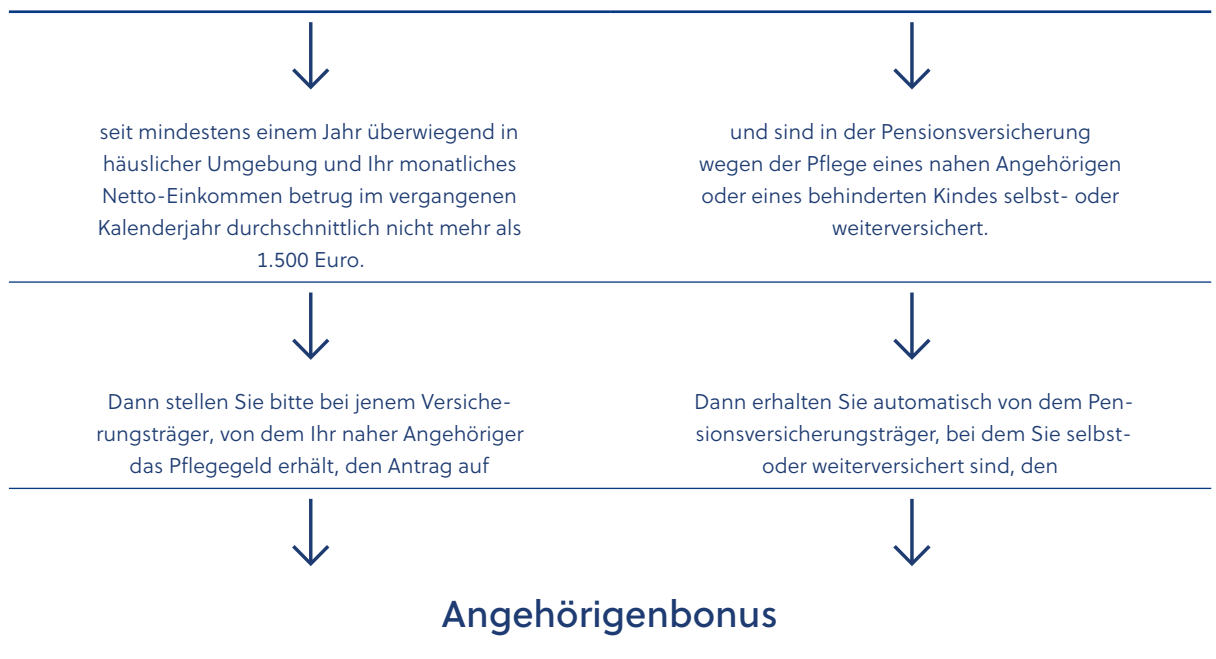 seit mindestens einem Jahr überwiegend in
häuslicher Umgebung und Ihr monatliches
Netto-Einkommen betrug im vergangenen
Kalenderjahr durchschnittlich nicht mehr als
1.500 Euro.
und sind in der Pensionsversicherung
wegen der Pflege eines nahen Angehörigen
oder eines behinderten Kindes selbst- oder
weiterversichert.
Dann stellen Sie bitte bei jenem Versiche-
rungsträger, von dem Ihr naher Angehöriger
das Pflegegeld erhält, den Antrag auf
Dann erhalten Sie automatisch von dem Pen-
sionsversicherungsträger, bei dem Sie selbst-
oder weiterversichert sind, den
Angehörigenbonus